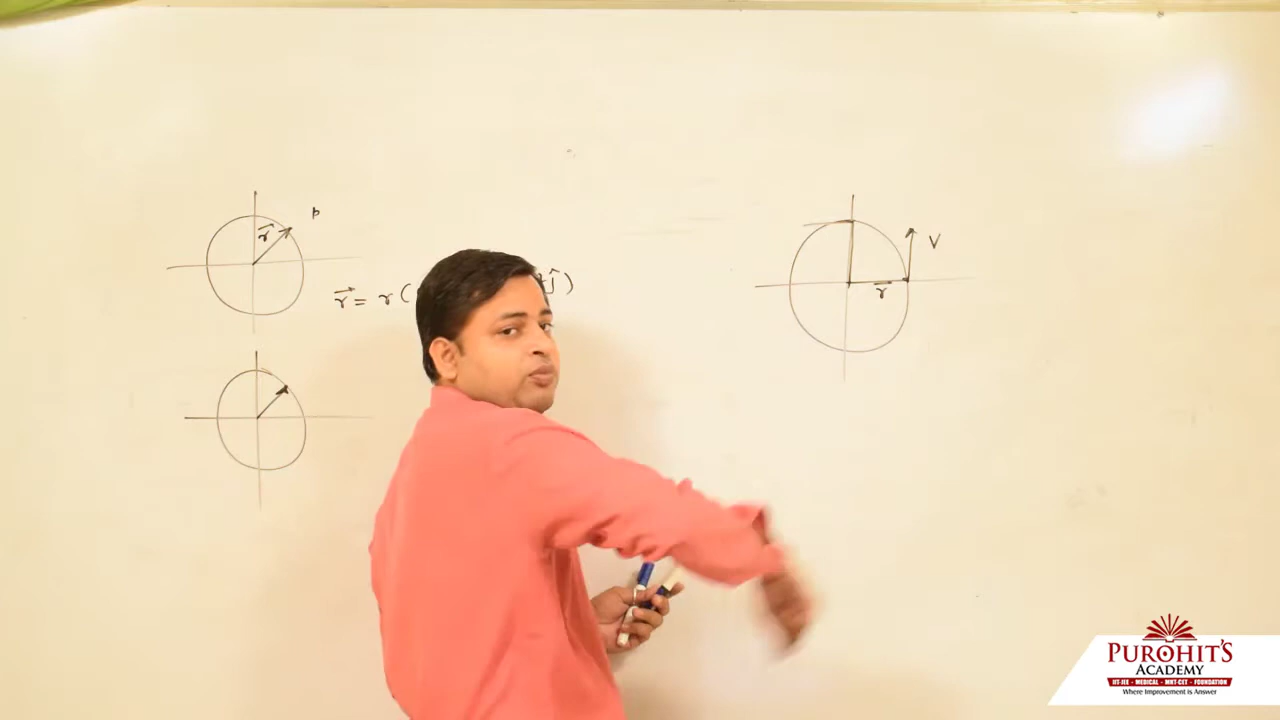 r⃗
p
r⃗ = r (
ĵ )
V
r⃗
PUROHIT'S
ACADEMY
IIT-JEE - MEDICAL - MHT-CET - FOUNDATION
Where Improvement is Answer